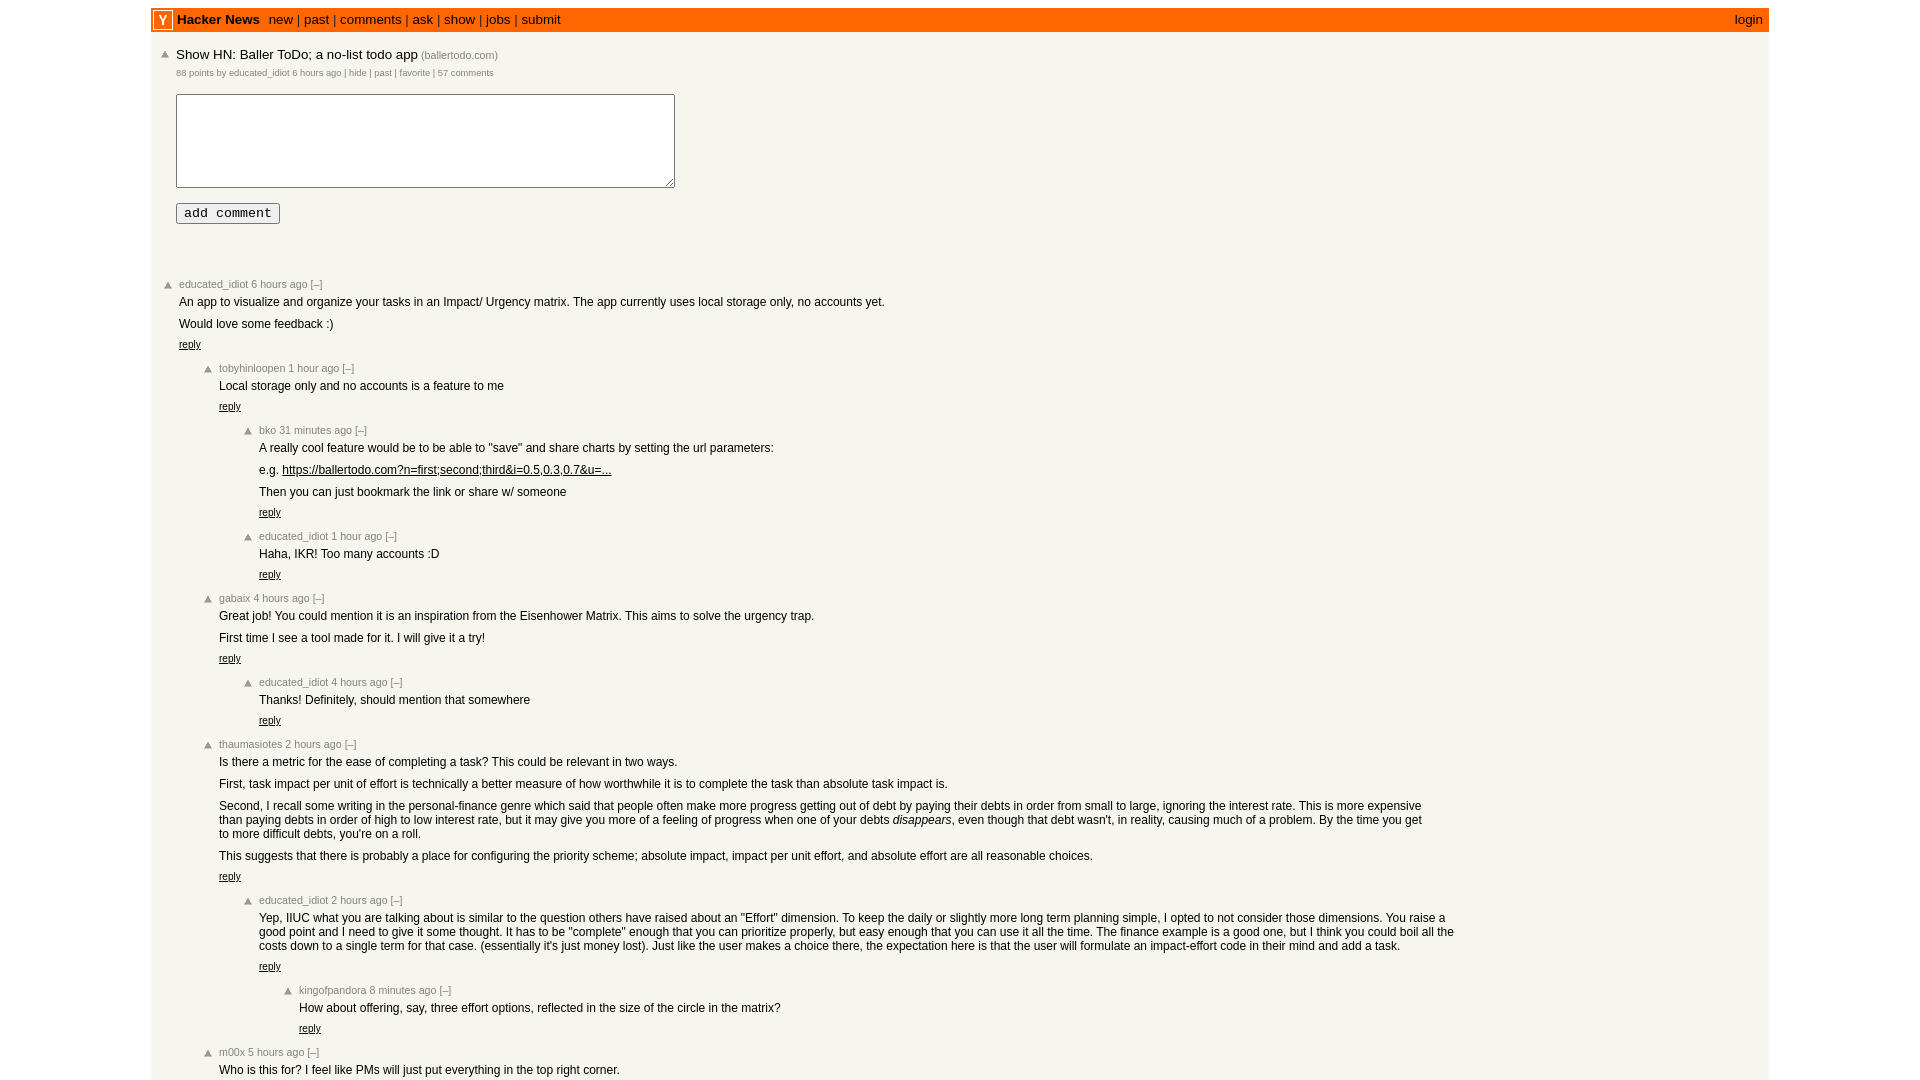 Y Hacker News new | past | comments | ask | show | jobs | submit login
Show HN: Baller ToDo; a no-list todo app (ballertodo.com)
88 points by educated_idiot 6 hours ago | hide | past | favorite | 57 comments
add comment
educated_idiot 6 hours ago [–]
An app to visualize and organize your tasks in an Impact/ Urgency matrix. The app currently uses local storage only, no accounts yet.
Would love some feedback :)
reply
tobyhinloopen 1 hour ago [–]
Local storage only and no accounts is a feature to me
reply
bko 31 minutes ago [–]
A really cool feature would be to be able to "save" and share charts by setting the url parameters:
e.g. https://ballertodo.com?n=first;second;third&i=0.5,0.3,0.7&u=...
Then you can just bookmark the link or share w/ someone
reply
educated_idiot 1 hour ago [–]
Haha, IKR! Too many accounts :D
reply
gabaix 4 hours ago [–]
Great job! You could mention it is an inspiration from the Eisenhower Matrix. This aims to solve the urgency trap.
First time I see a tool made for it. I will give it a try!
reply
educated_idiot 4 hours ago [–]
Thanks! Definitely, should mention that somewhere
reply
thaumasiotes 2 hours ago [–]
Is there a metric for the ease of completing a task? This could be relevant in two ways.
First, task impact per unit of effort is technically a better measure of how worthwhile it is to complete the task than absolute task impact is.
Second, I recall some writing in the personal-finance genre which said that people often make more progress getting out of debt by paying their debts in order from small to large, ignoring the interest rate. This is more expensive
than paying debts in order of high to low interest rate, but it may give you more of a feeling of progress when one of your debts disappears, even though that debt wasn't, in reality, causing much of a problem. By the time you get
to more difficult debts, you're on a roll.
This suggests that there is probably a place for configuring the priority scheme; absolute impact, impact per unit effort, and absolute effort are all reasonable choices.
reply
educated_idiot 2 hours ago [–]
Yep, IIUC what you are talking about is similar to the question others have raised about an "Effort" dimension. To keep the daily or slightly more long term planning simple, I opted to not consider those dimensions. You raise a
good point and I need to give it some thought. It has to be "complete" enough that you can prioritize properly, but easy enough that you can use it all the time. The finance example is a good one, but I think you could boil all the
costs down to a single term for that case. (essentially it's just money lost). Just like the user makes a choice there, the expectation here is that the user will formulate an impact-effort code in their mind and add a task.
reply
kingofpandora 8 minutes ago [–]
How about offering, say, three effort options, reflected in the size of the circle in the matrix?
reply
m00x 5 hours ago [–]
Who is this for? I feel like PMs will just put everything in the top right corner.